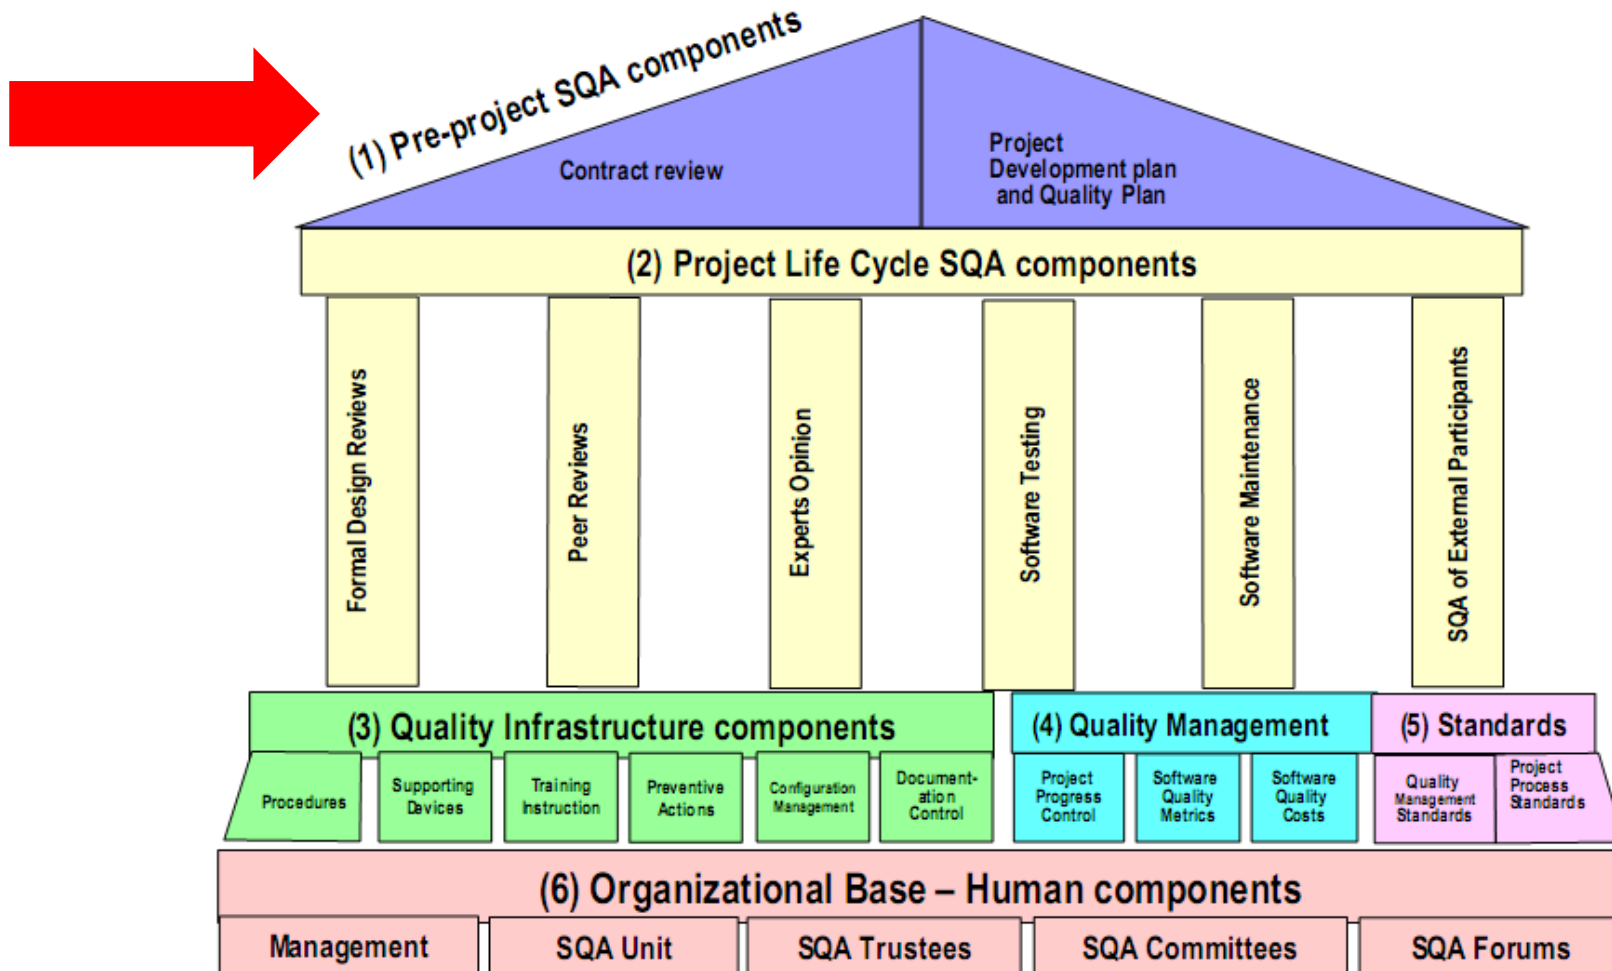 (1) Pre-project SQA components
Contract review
Project
Development plan
and Quality Plan
(2) Project Life Cycle SQA components
Formal Design Reviews
Peer Reviews
Experts Opinion
Software Testing
Software Maintenance
SQA of External Participants
(3) Quality Infrastructure components
(4) Quality Management
(5) Standards
Procedures
Supporting
Devices
Training
Instruction
Preventive
Actions
Configuration
Management
Document-
ation
Control
Project
Progress
Control
Software
Quality
Metrics
Software
Quality
Costs
Quality
Management
Standards
Project
Process
Standards
(6) Organizational Base – Human components
Management
SQA Unit
SQA Trustees
SQA Committees
SQA Forums